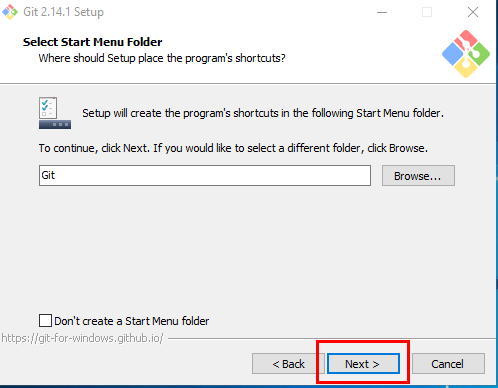 Git 2.14.1 Setup
Select Start Menu Folder
Where should Setup place the program's shortcuts?
Setup will create the program's shortcuts in the following Start Menu folder.
To continue, click Next. If you would like to select a different folder, click Browse.
Git
Browse...
Don't create a Start Menu folder
https://git-for-windows.github.io/
< Back
Next >
Cancel